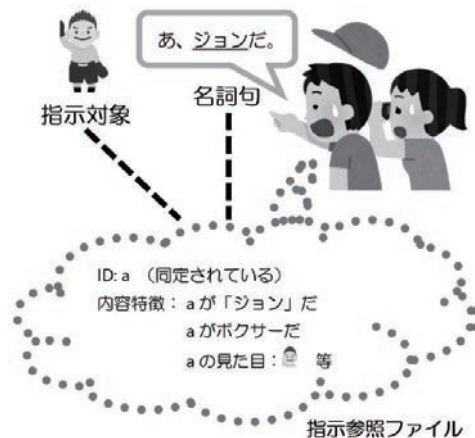 あ、ジョンだ。
指示対象
名詞句
ID: a （同定されている）
内容特徴： a が「ジョン」だ
a がボクサーだ
a の見た目： 等
指示参照ファイル